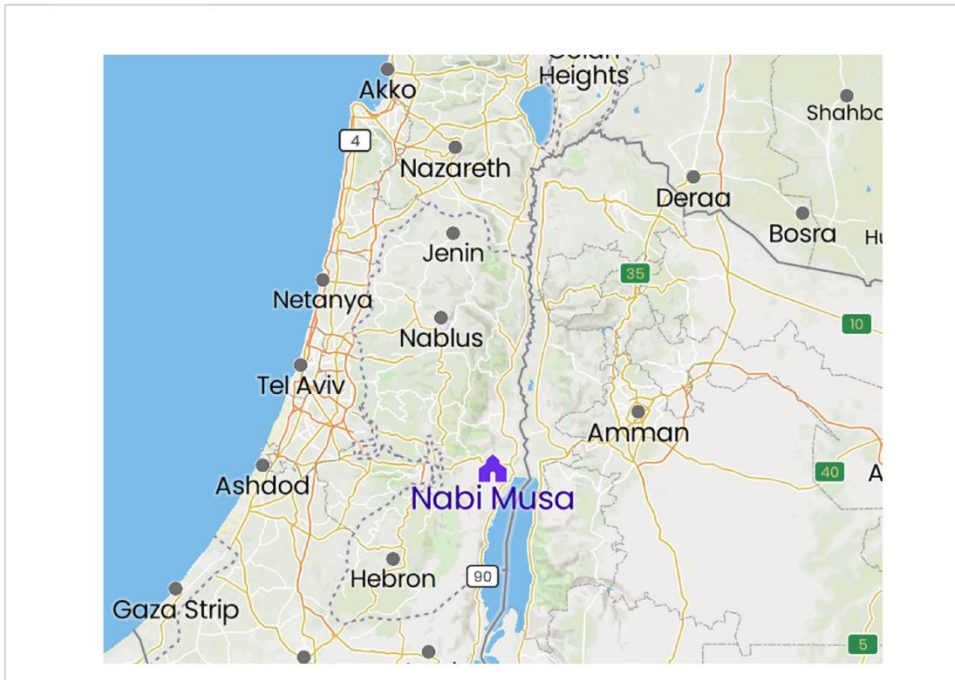 Heights
Akko
Shahba
4
Nazareth
Deraa
Bosra
Jenin
35
Netanya
10
Nablus
Tel Aviv
Amman
40
Ashdod
Nabi Musa
Hebron
90
Gaza Strip
5